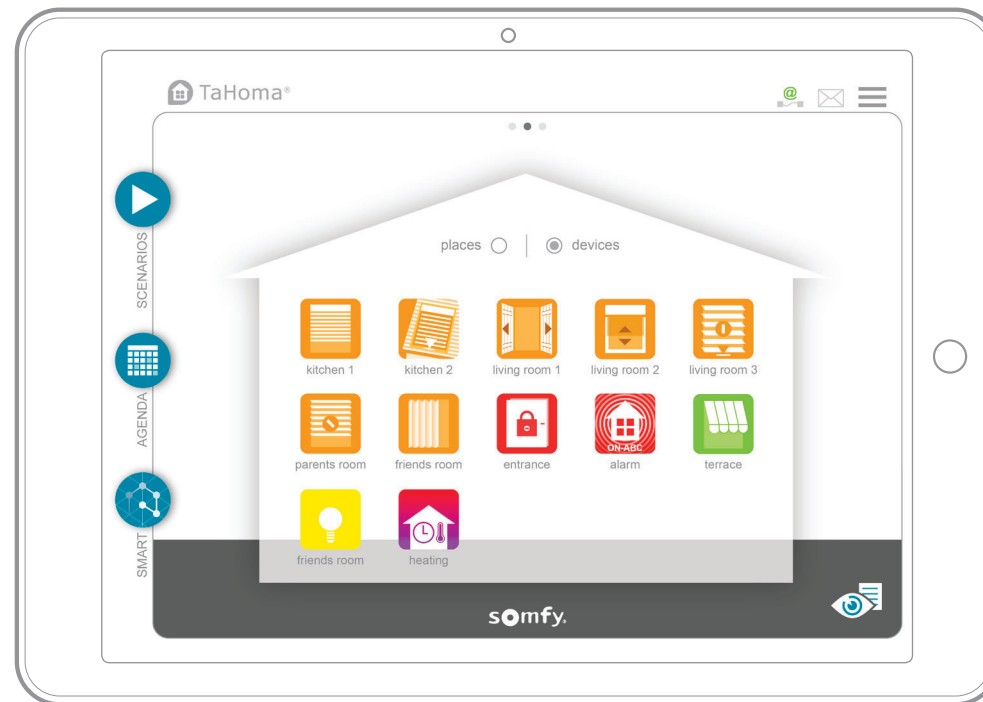 TaHoma®
@
places
devices
SCENARIOS
kitchen 1
kitchen 2
living room 1
living room 2
living room 3
AGENDA
ON-ABC
parents room
friends room
entrance
alarm
terrace
SMART
friends room
heating
somfy.